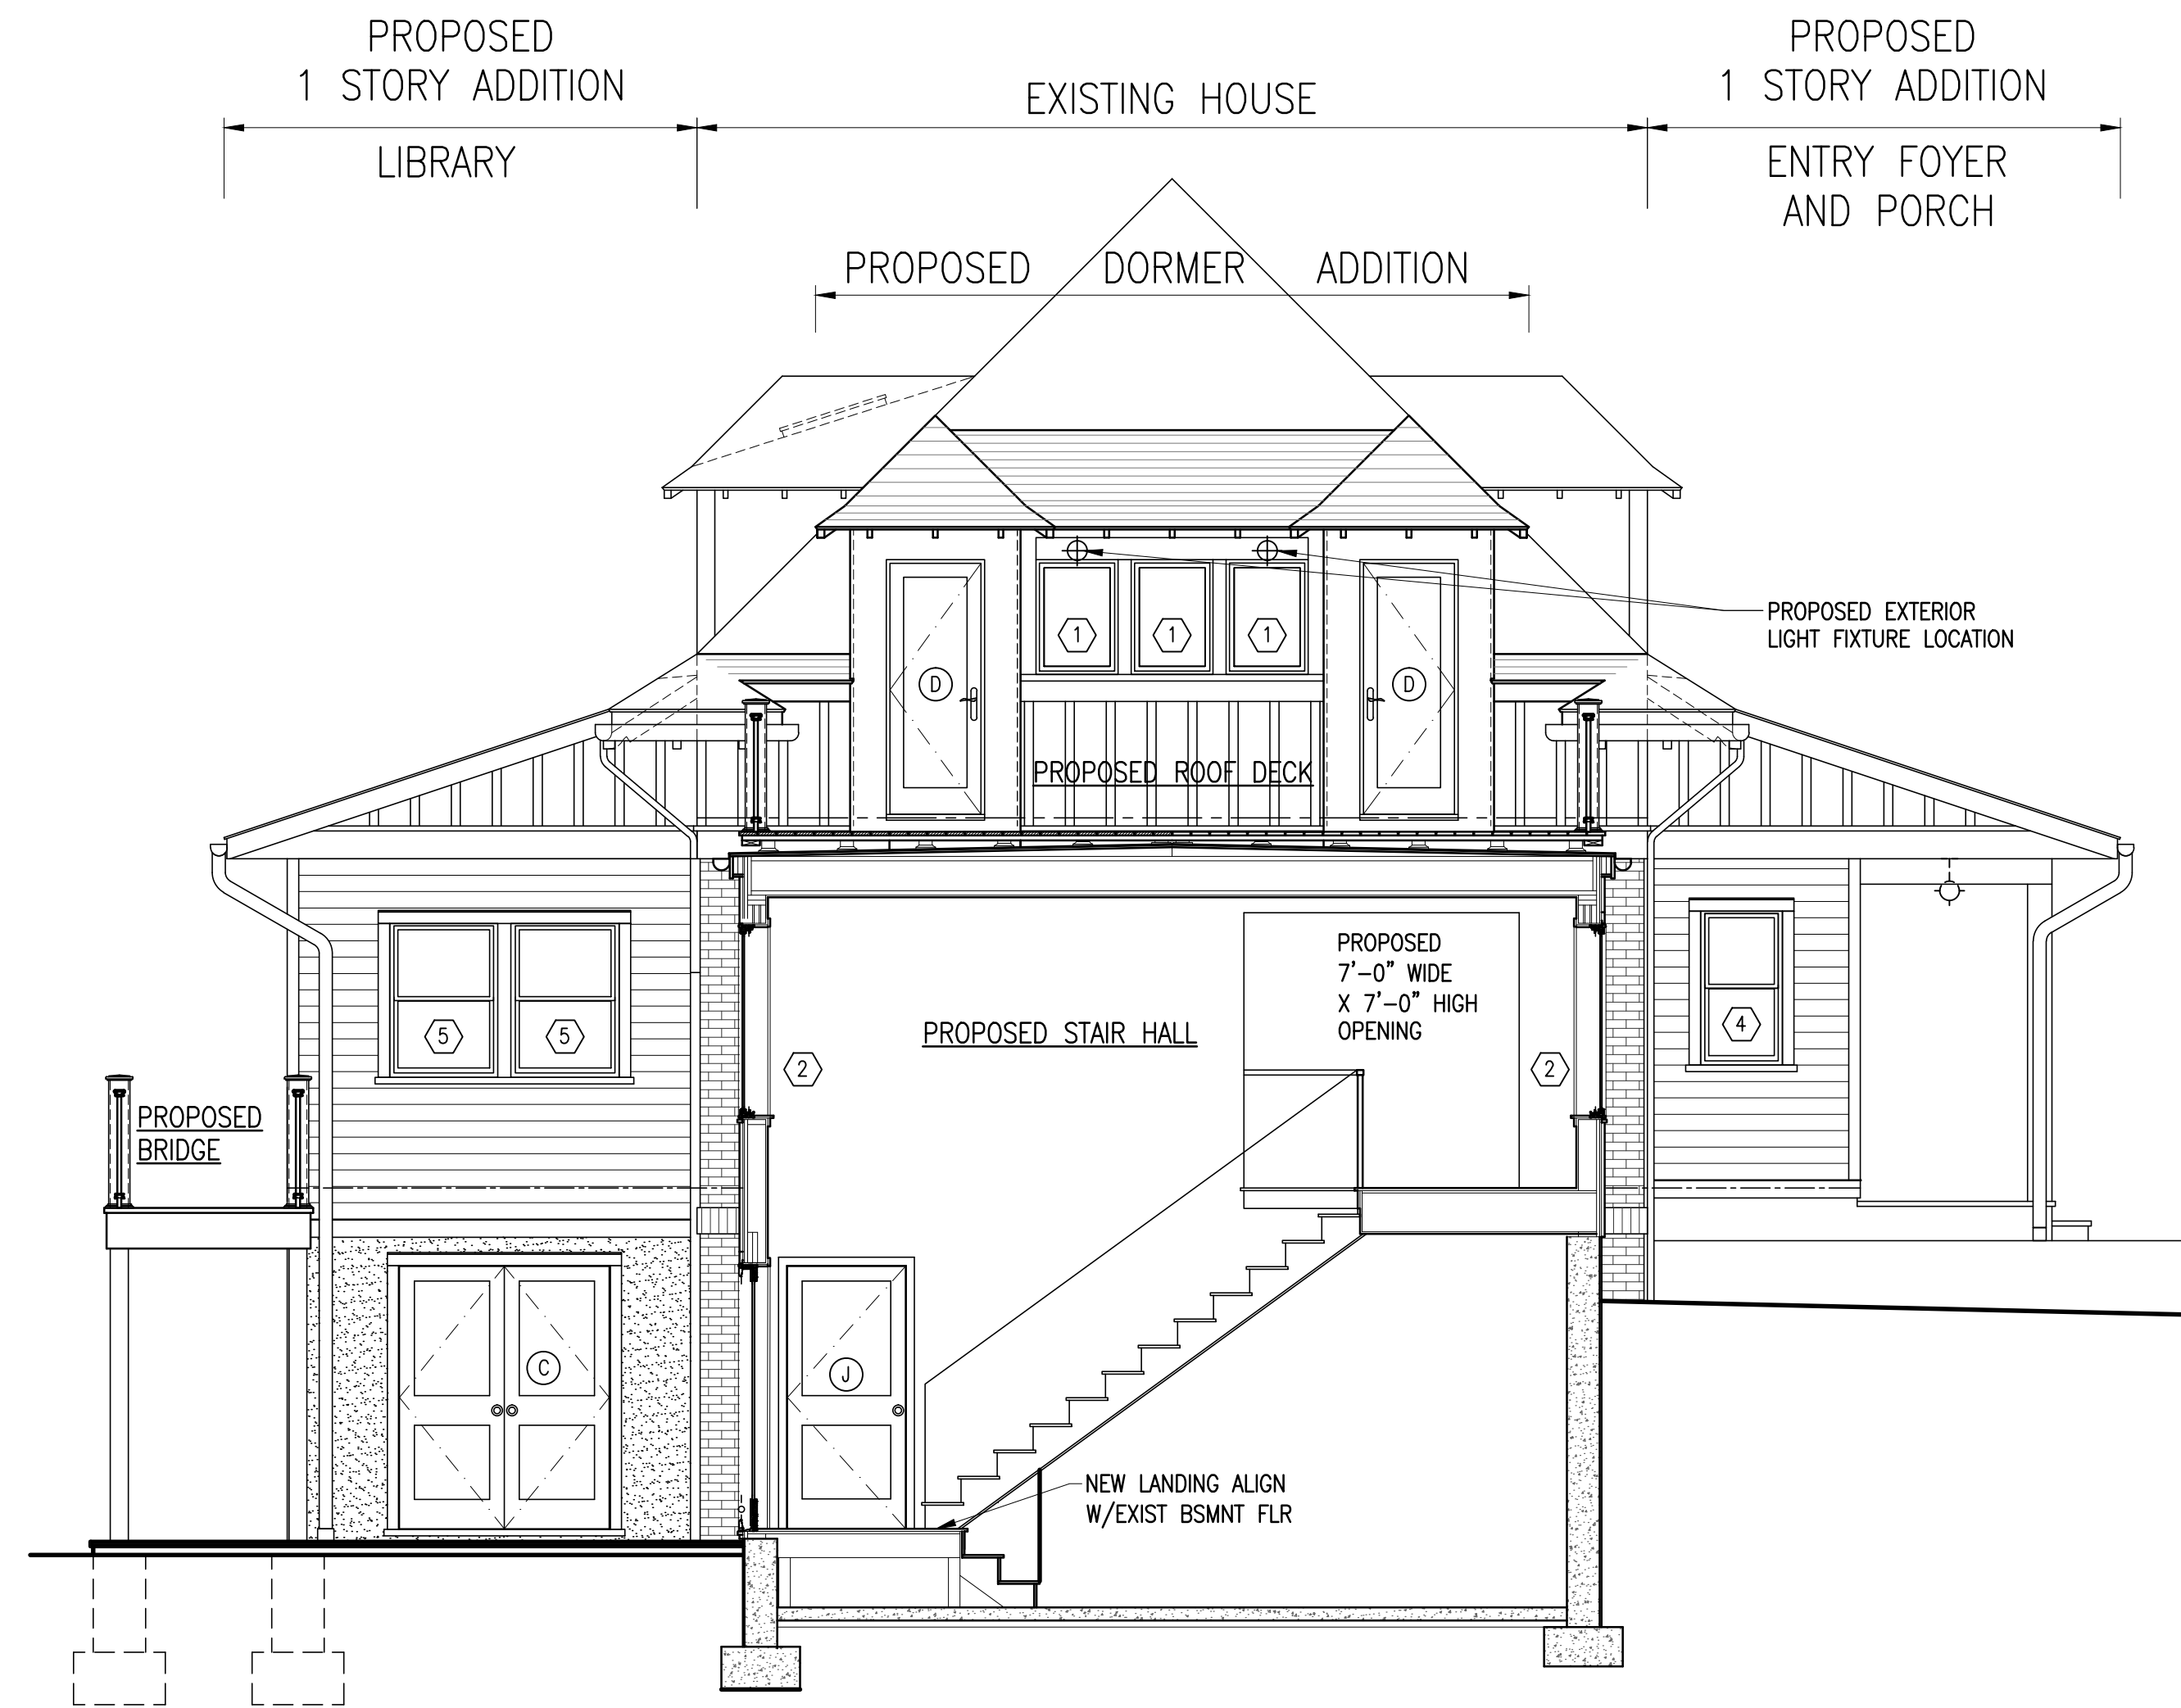 PROPOSED
1 STORY ADDITION
LIBRARY
EXISTING HOUSE
PROPOSED
1 STORY ADDITION
ENTRY FOYER
AND PORCH
PROPOSED DORMER ADDITION
1
1
1
PROPOSED EXTERIOR
LIGHT FIXTURE LOCATION
D
D
PROPOSED ROOF DECK
PROPOSED
7'-0" WIDE
X 7'-0" HIGH
OPENING
5
5
PROPOSED STAIR HALL
2
2
4
PROPOSED
BRIDGE
C
J
NEW LANDING ALIGN
W/EXIST BSMNT FLR